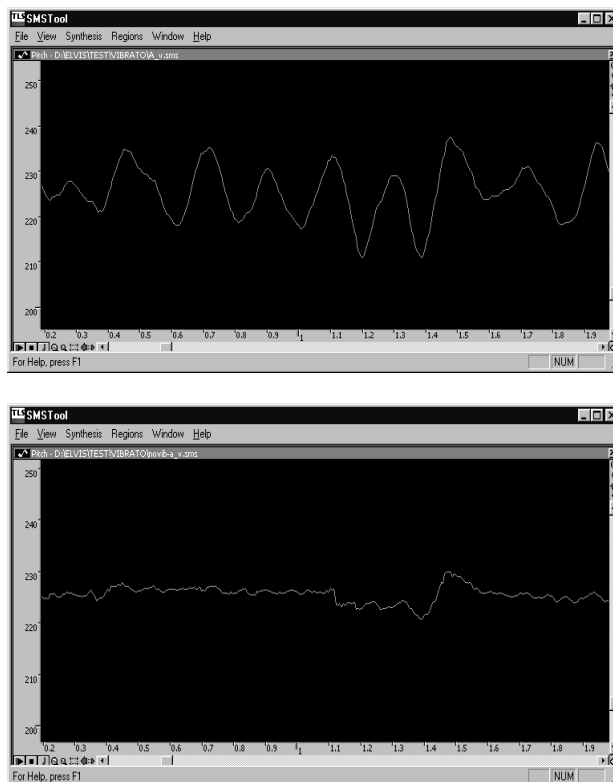 SMSTool
File View Synthesis Regions Window Help
Pitch - D:\ELVIS\TEST\VIBRATO\A_v.sms
250
240
230
220
210
200
0.2 0.3 0.4 0.5 0.6 0.7 0.8 0.9 1 1.1 1.2 1.3 1.4 1.5 1.6 1.7 1.8 1.9
For Help, press F1
NUM
SMSTool
File View Synthesis Regions Window Help
Pitch - D:\ELVIS\TEST\VIBRATO\novib-a_v.sms
250
240
230
220
210
200
0.2 0.3 0.4 0.5 0.6 0.7 0.8 0.9 1 1.1 1.2 1.3 1.4 1.5 1.6 1.7 1.8 1.9
For Help, press F1
NUM